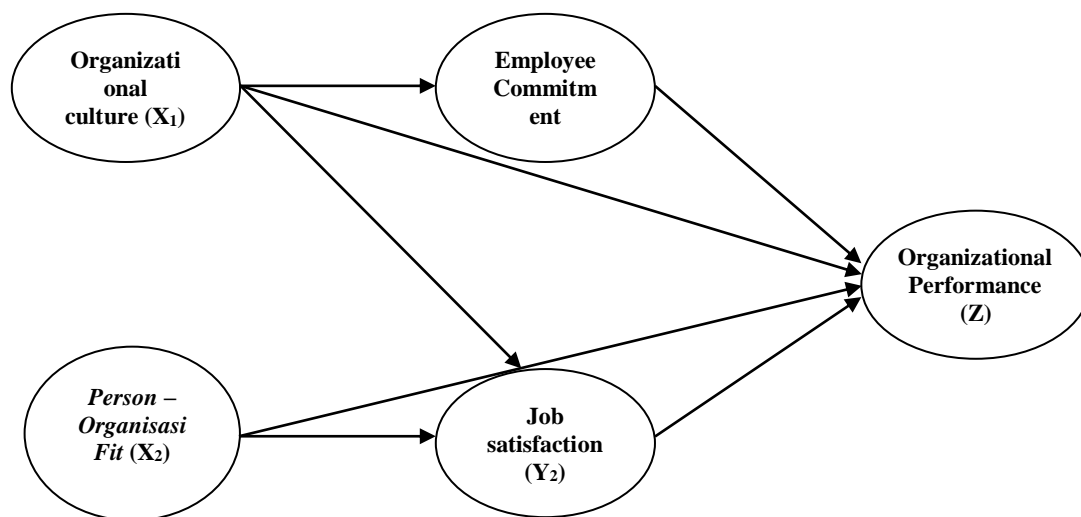 Organizati
onal
culture (X₁)
Employee
Commitm
ent
Organizational
Performance
(Z)
Person –
Organisasi
Fit (X₂)
Job
satisfaction
(Y₂)